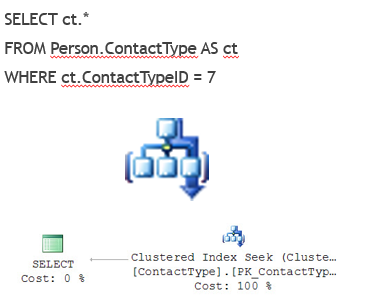 SELECT ct.*
FROM Person.ContactType AS ct
WHERE ct.ContactTypeID = 7
SELECT
Cost: 0 %
Clustered Index Seek (Cluste…
[ContactType].[PK_ContactTyp…
Cost: 100 %